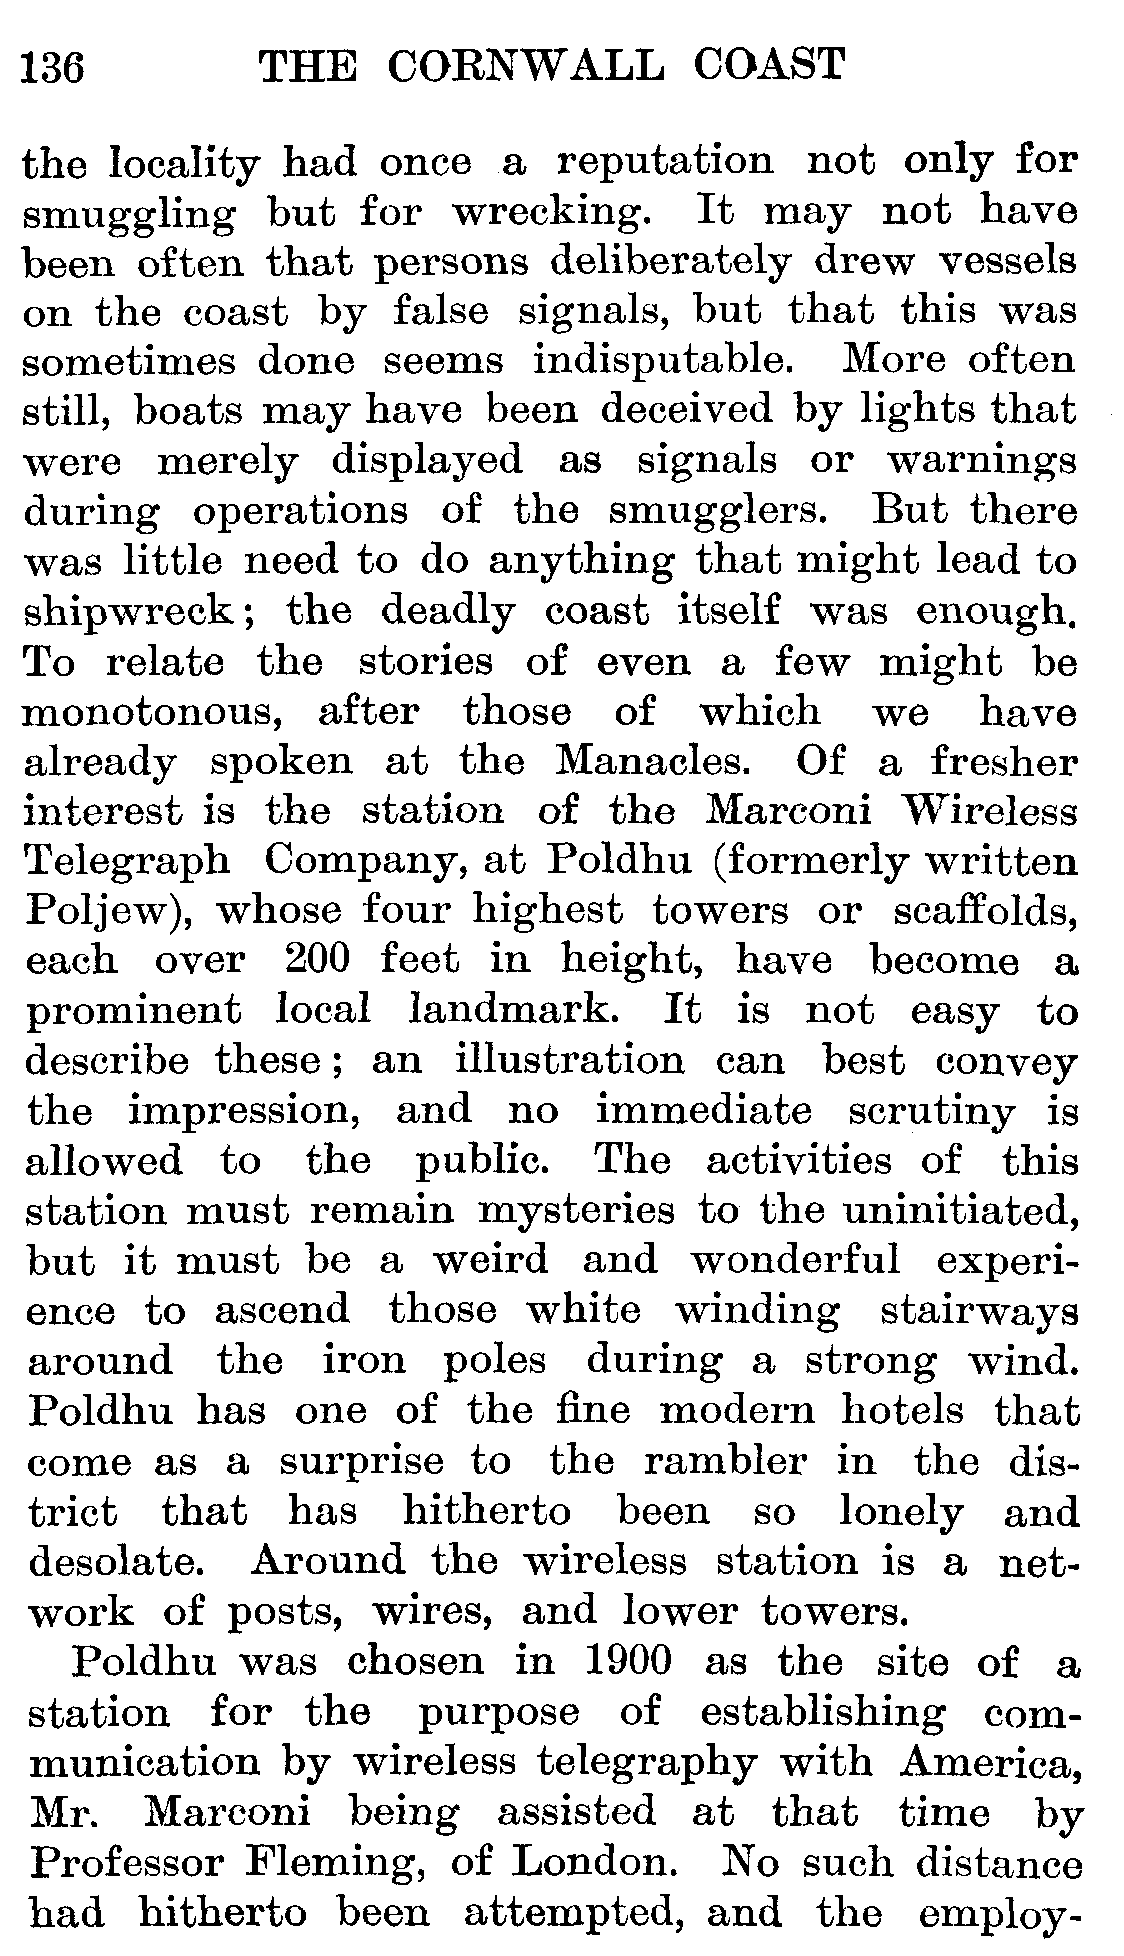 136 THE CORNWALL COAST
the locality had once a reputation not only for
smuggling but for wrecking. It may not have
been often that persons deliberately drew vessels
on the coast by false signals, but that this was
sometimes done seems indisputable. More often
still, boats may have been deceived by lights that
were merely displayed as signals or warnings
during operations of the smugglers. But there
was little need to do anything that might lead to
shipwreck; the deadly coast itself was enough.
To relate the stories of even a few might be
monotonous, after those of which we have
already spoken at the Manacles. Of a fresher
interest is the station of the Marconi Wireless
Telegraph Company, at Poldhu (formerly written
Poljew), whose four highest towers or scaffolds,
each over 200 feet in height, have become a
prominent local landmark. It is not easy to
describe these; an illustration can best convey
the impression, and no immediate scrutiny is
allowed to the public. The activities of this
station must remain mysteries to the uninitiated,
but it must be a weird and wonderful experi-
ence to ascend those white winding stairways
around the iron poles during a strong wind.
Poldhu has one of the fine modern hotels that
come as a surprise to the rambler in the dis-
trict that has hitherto been so lonely and
desolate. Around the wireless station is a net-
work of posts, wires, and lower towers.
Poldhu was chosen in 1900 as the site of a
station for the purpose of establishing com-
munication by wireless telegraphy with America,
Mr. Marconi being assisted at that time by
Professor Fleming, of London. No such distance
had hitherto been attempted, and the employ-